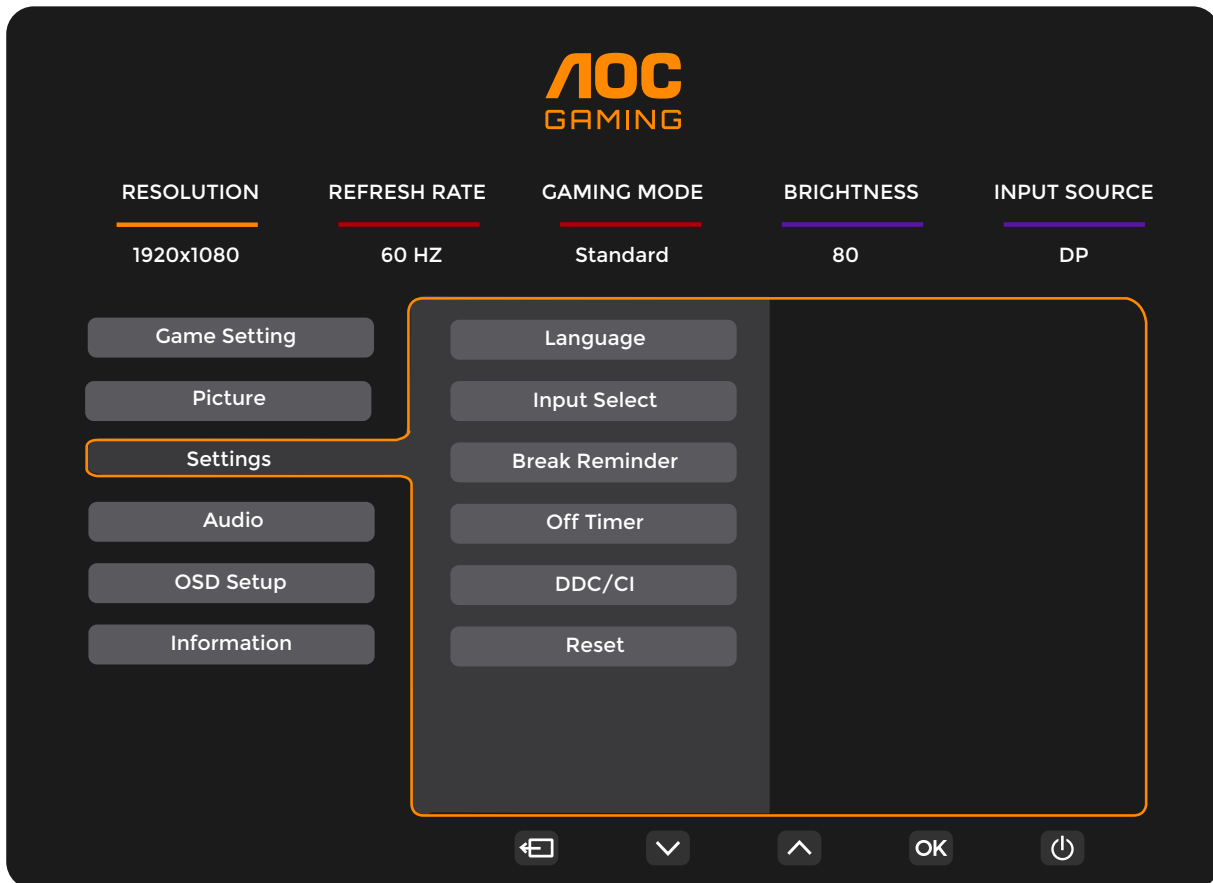 AOC
GAMING
RESOLUTION REFRESH RATE GAMING MODE BRIGHTNESS INPUT SOURCE
1920x1080 60 HZ Standard 80 DP
Game Setting Language
Picture Input Select
Settings Break Reminder
Audio Off Timer
OSD Setup DDC/CI
Information Reset
OK